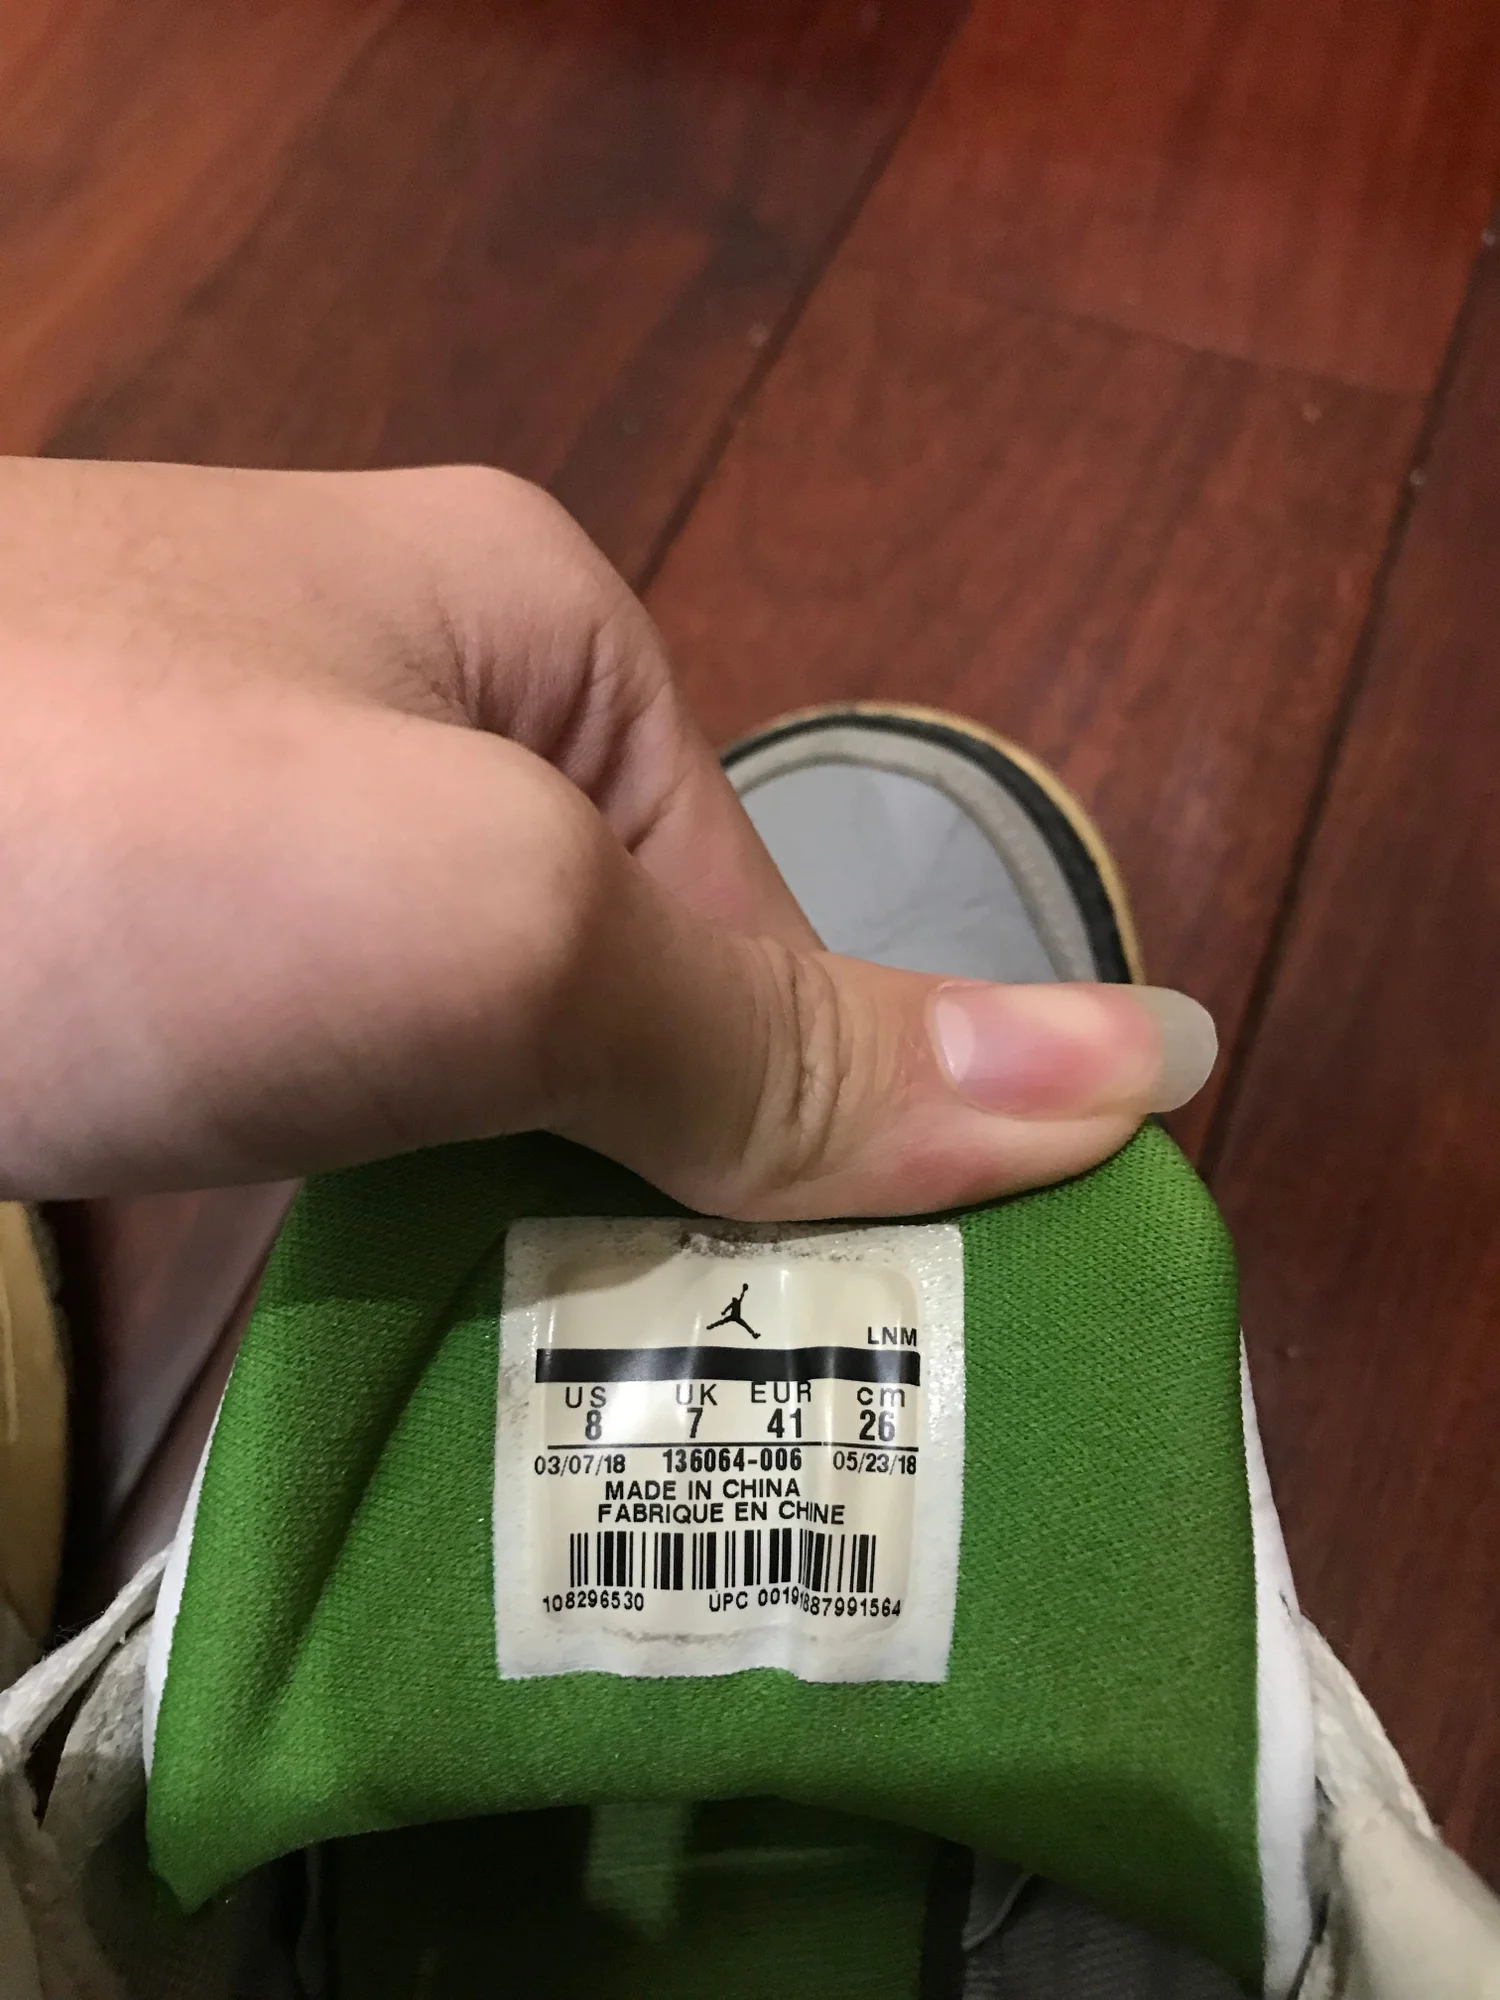 LNM
US UK EUR cm
8 7 41 26
03/07/18 136064-006 05/23/18
MADE IN CHINA
FABRIQUE EN CHINE
108296530 UPC 00191887991564